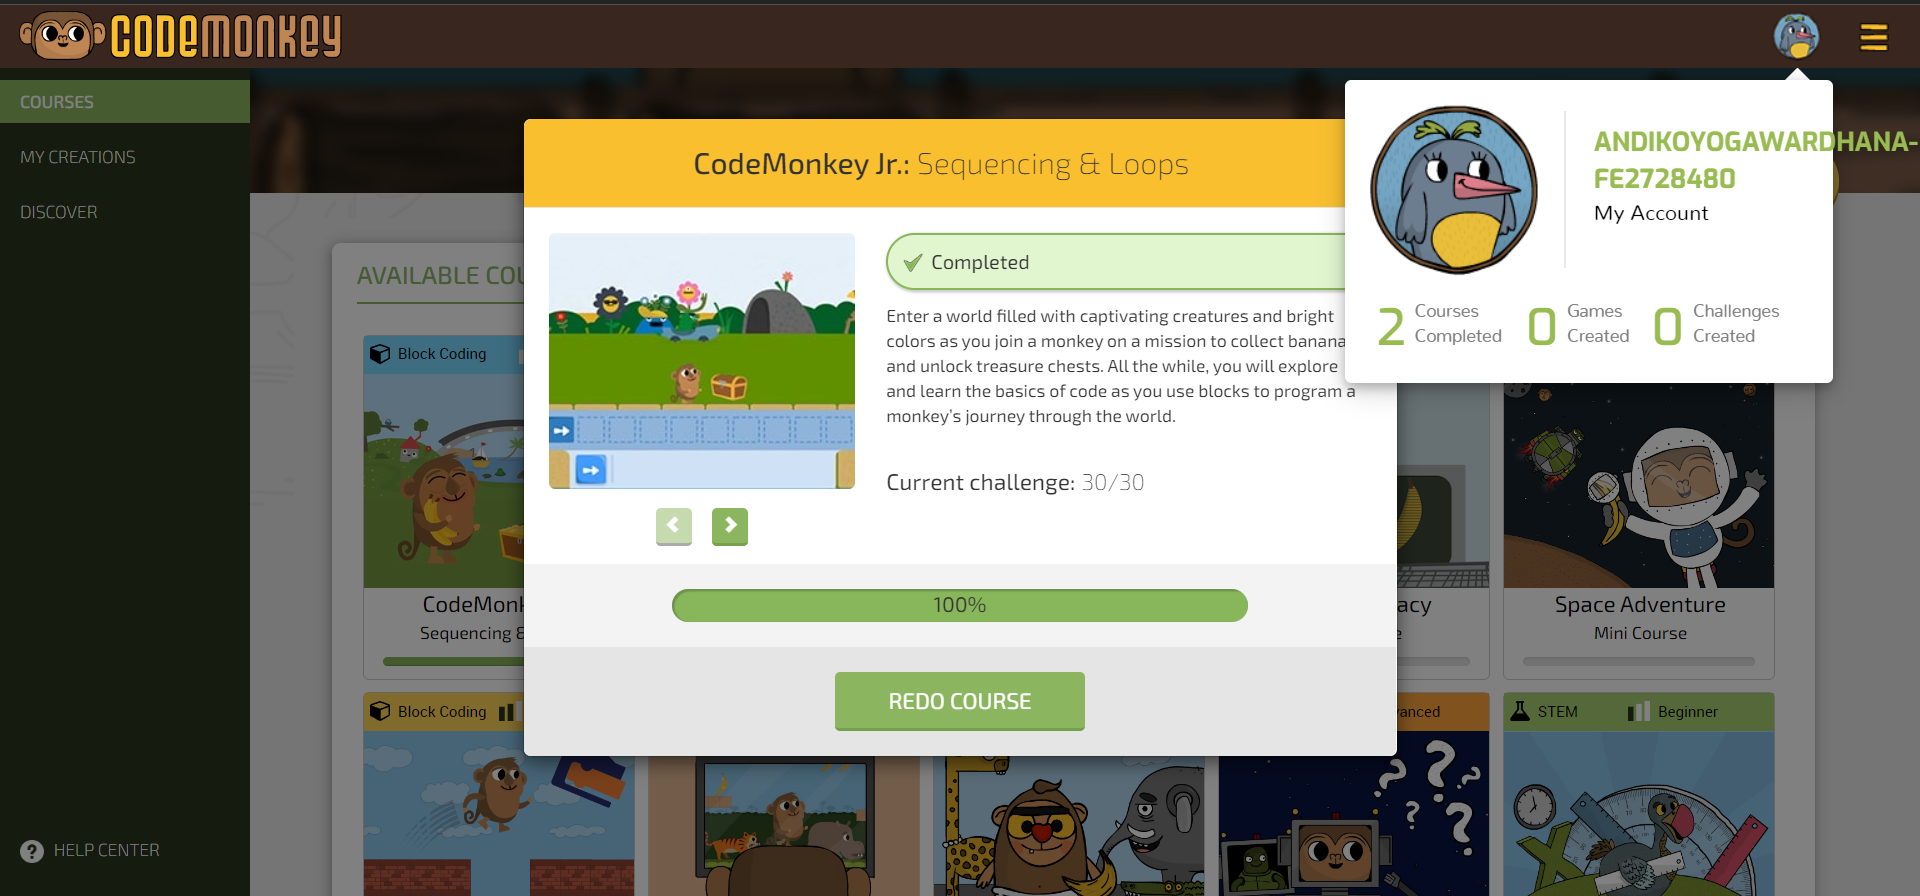 CODEMONKEY
COURSES
MY CREATIONS
DISCOVER
HELP CENTER
ANDIKOYOGAWARDHANA-
FE2728480
My Account
2 Courses Completed
0 Games Created
0 Challenges Created
CodeMonkey Jr.: Sequencing & Loops
Completed
Enter a world filled with captivating creatures and bright
colors as you join a monkey on a mission to collect banana
and unlock treasure chests. All the while, you will explore
and learn the basics of code as you use blocks to program a
monkey's journey through the world.
Current challenge: 30/30
100%
REDO COURSE
AVAILABLE COU
Block Coding
CodeMonk
Sequencing &
acy
Space Adventure
Mini Course
Block Coding
vanced
STEM
Beginner